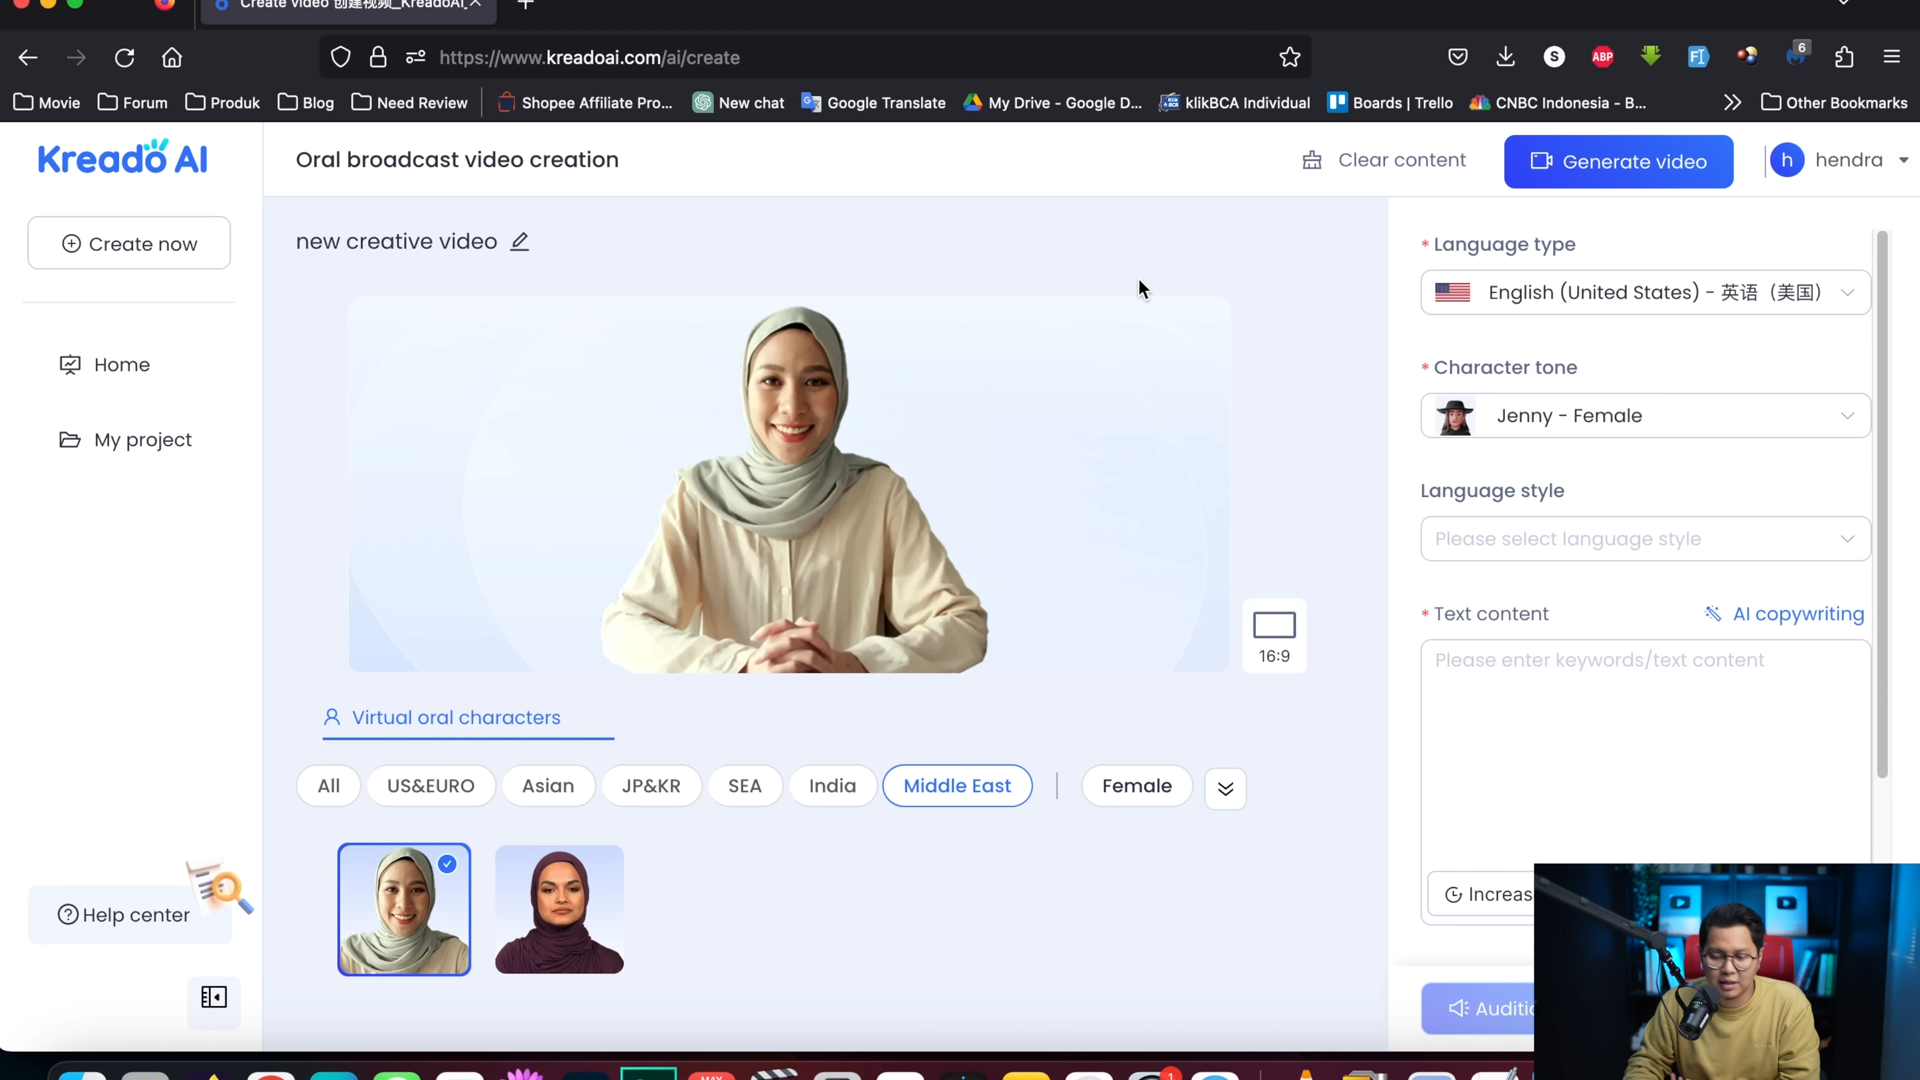 Create video 创建视频_KreadoAI_
https://www.kreadoai.com/ai/create
S
ABP
6
Movie
Forum
Produk
Blog
Need Review
Shopee Affiliate Pro...
New chat
Google Translate
My Drive - Google D...
klikBCA Individual
Boards | Trello
CNBC Indonesia - B...
Other Bookmarks
Kreado AI
Oral broadcast video creation
Clear content
Generate video
h
hendra
Create now
Home
My project
Help center
new creative video
16:9
Virtual oral characters
All
US&EURO
Asian
JP&KR
SEA
India
Middle East
Female
* Language type
English (United States) - 英语（美国）
* Character tone
Jenny - Female
Language style
Please select language style
* Text content
AI copywriting
Please enter keywords/text content
Increas
Auditi
MAY
1